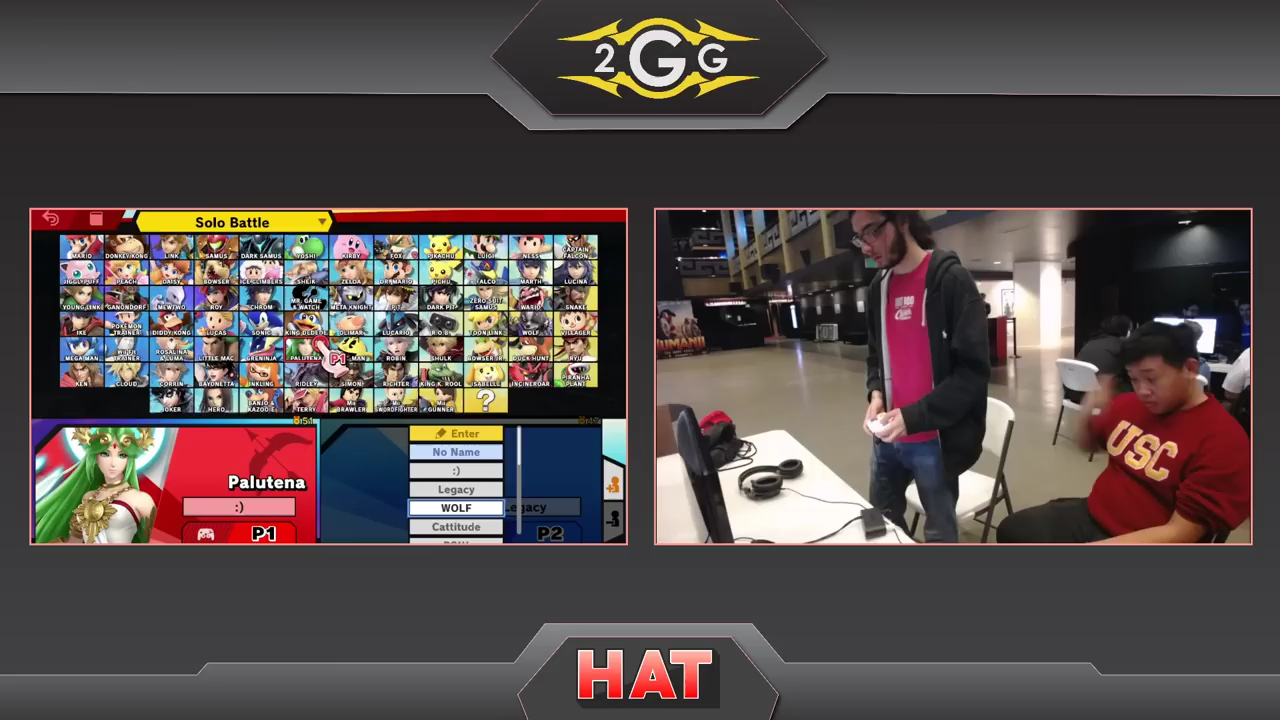 2GG
Solo Battle
MARIO DONKEY KONG LINK SAMUS DARK SAMUS YOSHI KIRBY FOX PIKACHU LUIGI NESS CAPTAIN FALCON
JIGGLYPUFF PEACH DAISY BOWSER ICE CLIMBERS SHEIK ZELDA DR. MARIO PICHU FALCO MARTH LUCINA
YOUNG LINK GANONDORF MEWTWO ROY CHROM MR. GAME & WATCH META KNIGHT PIT DARK PIT ZERO SUIT SAMUS WARIO SNAKE
IKE POKÉMON TRAINER DIDDY KONG LUCAS SONIC KING DEDEDE OLIMAR LUCARIO R.O.B. TOON LINK WOLF VILLAGER
MEGA MAN Wii Fit TRAINER ROSALINA & LUMA LITTLE MAC GRENINJA PALUTENA P1 MAN ROBIN SHULK BOWSER JR. DUCK HUNT RYU
KEN CLOUD CORRIN BAYONETTA INKLING RIDLEY SIMON RICHTER KING K. ROOL ISABELLE INCINEROAR PIRANHA PLANT
JOKER HERO BANJO & KAZOOIE TERRY Mii BRAWLER Mii SWORDFIGHTER Mii GUNNER ?
Palutena
:)
P1
Enter
No Name
:)
Legacy
WOLF
Cattitude
egacy
P2
USC
HAT